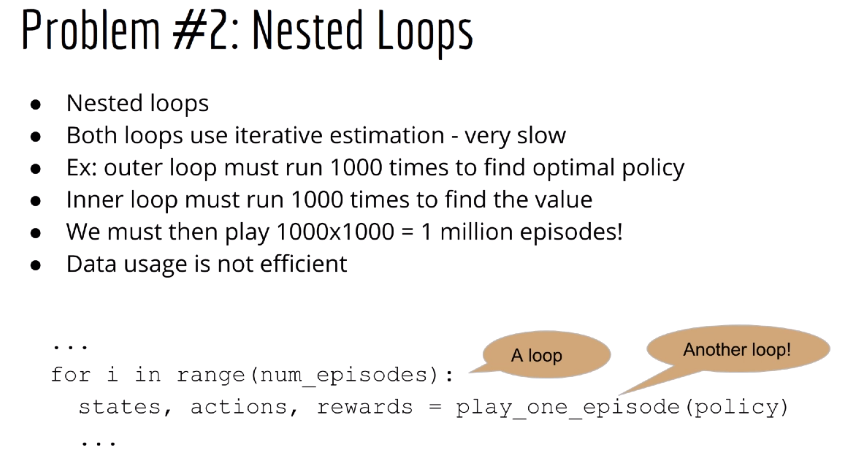 Problem #2: Nested Loops
● Nested loops
● Both loops use iterative estimation - very slow
● Ex: outer loop must run 1000 times to find optimal policy
● Inner loop must run 1000 times to find the value
● We must then play 1000x1000 = 1 million episodes!
● Data usage is not efficient
...
A loop
Another loop!
for i in range(num_episodes):
states, actions, rewards = play_one_episode(policy)
...